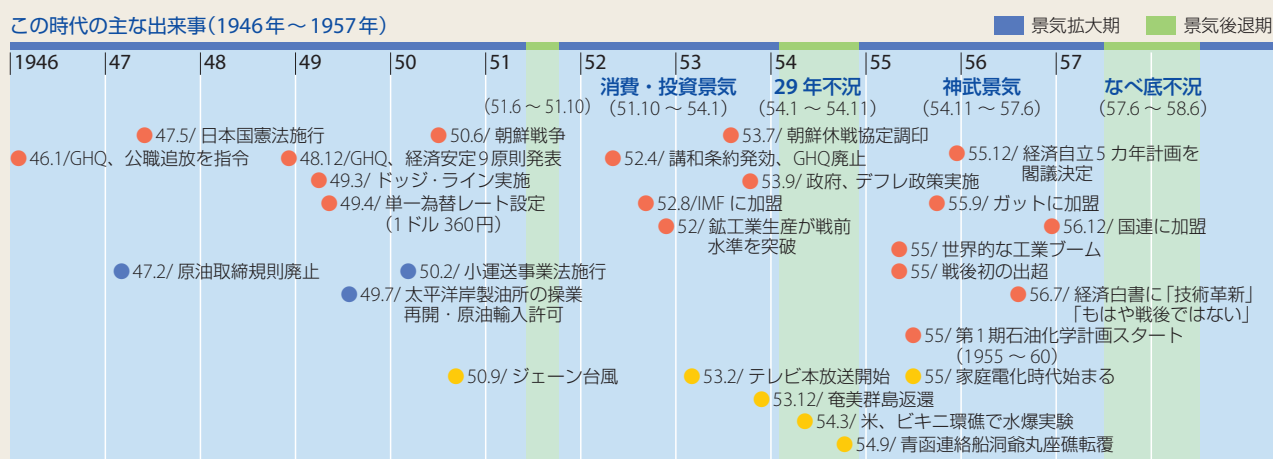 この時代の主な出来事(1946年～1957年)
景気拡大期 景気後退期
1946 47 48 49 50 51 52 53 54 55 56 57
消費・投資景気 29年不況 神武景気 なべ底不況
(51.6～51.10) (51.10～54.1) (54.1～54.11) (54.11～57.6) (57.6～58.6)
47.5/ 日本国憲法施行
50.6/ 朝鮮戦争
53.7/ 朝鮮休戦協定調印
46.1/GHQ、公職追放を指令
48.12/GHQ、経済安定9原則発表
52.4/ 講和条約発効、GHQ廃止
55.12/ 経済自立5カ年計画を
閣議決定
49.3/ ドッジ・ライン実施
53.9/ 政府、デフレ政策実施
49.4/ 単一為替レート設定
(1ドル360円)
52.8/IMFに加盟
55.9/ ガットに加盟
52/ 鉱工業生産が戦前
水準を突破
56.12/ 国連に加盟
55/ 世界的な工業ブーム
47.2/ 原油取締規則廃止
50.2/ 小運送事業法施行
55/ 戦後初の出超
49.7/ 太平洋岸製油所の操業
再開・原油輸入許可
56.7/ 経済白書に「技術革新」
「もはや戦後ではない」
55/ 第1期石油化学計画スタート
(1955～60)
50.9/ ジェーン台風
53.2/ テレビ本放送開始
55/ 家庭電化時代始まる
53.12/ 奄美群島返還
54.3/ 米、ビキニ環礁で水爆実験
54.9/ 青函連絡船洞爺丸座礁転覆